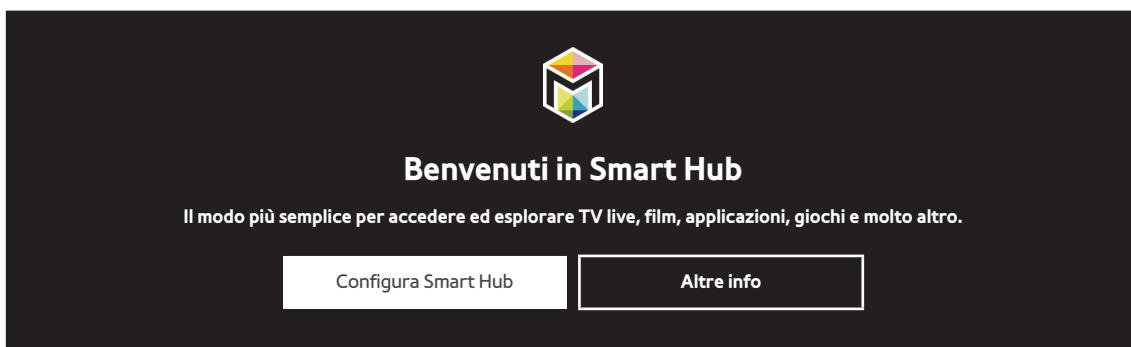 Benvenuti in Smart Hub
Il modo più semplice per accedere ed esplorare TV live, film, applicazioni, giochi e molto altro.
Configura Smart Hub
Altre info